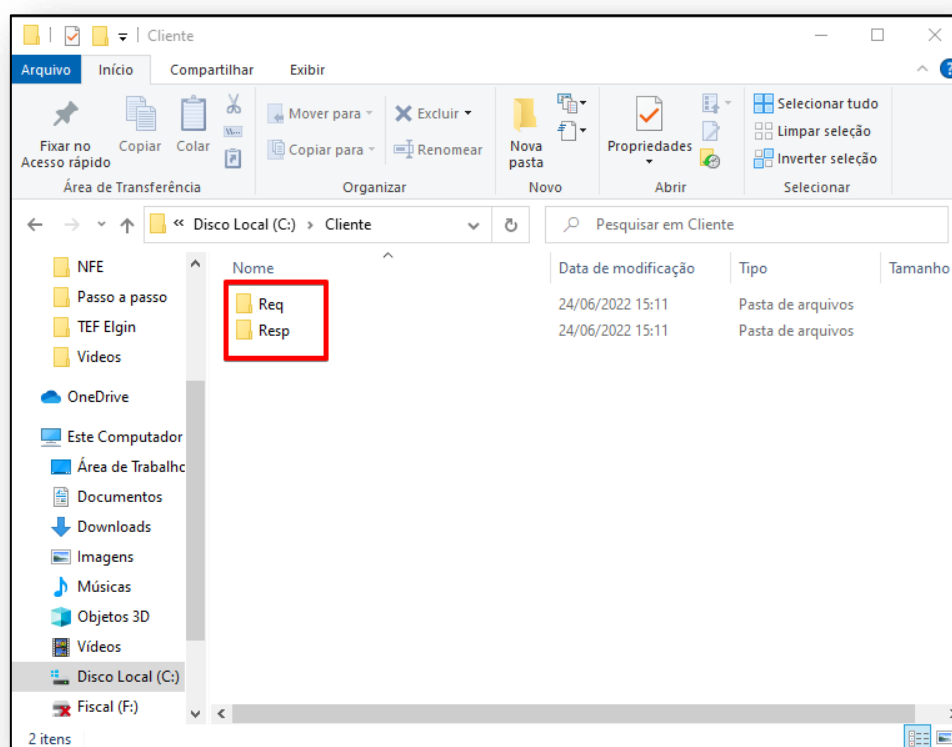 Cliente
Arquivo Início Compartilhar Exibir
Fixar no Acesso rápido
Copiar
Colar
Mover para
Copiar para
Excluir
Renomear
Nova pasta
Propriedades
Selecionar tudo
Limpar seleção
Inverter seleção
Área de Transferência Organizar Novo Abrir Selecionar
« Disco Local (C:) › Cliente
Pesquisar em Cliente
NFE
Passo a passo
TEF Elgin
Videos
OneDrive
Este Computador
Área de Trabalho
Documentos
Downloads
Imagens
Músicas
Objetos 3D
Vídeos
Disco Local (C:)
Fiscal (F:)
Nome Data de modificação Tipo Tamanho
Req 24/06/2022 15:11 Pasta de arquivos
Resp 24/06/2022 15:11 Pasta de arquivos
2 itens